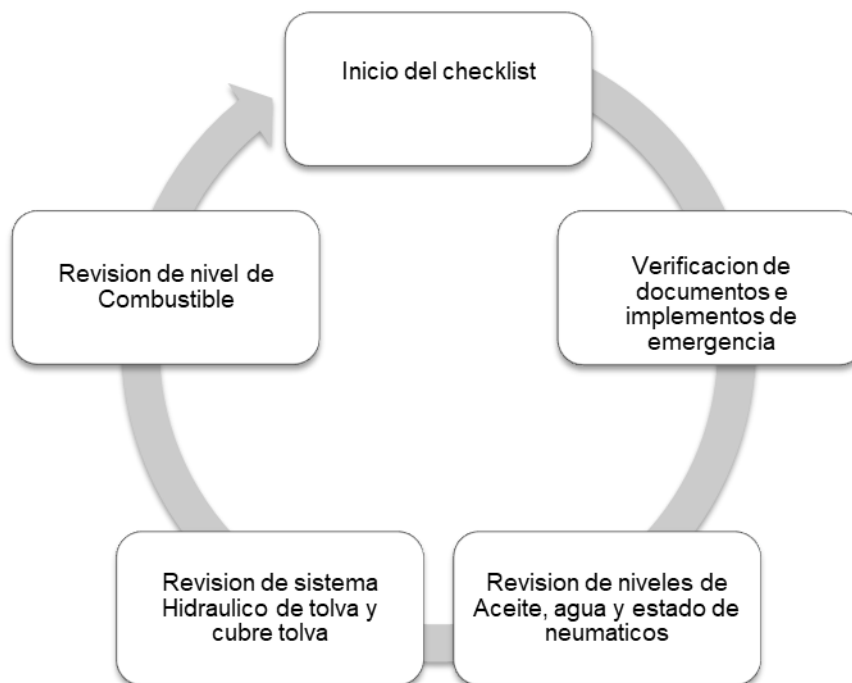 Inicio del checklist
Verificacion de
documentos e
implementos de
emergencia
Revision de niveles de
Aceite, agua y estado de
neumaticos
Revision de sistema
Hidraulico de tolva y
cubre tolva
Revision de nivel de
Combustible